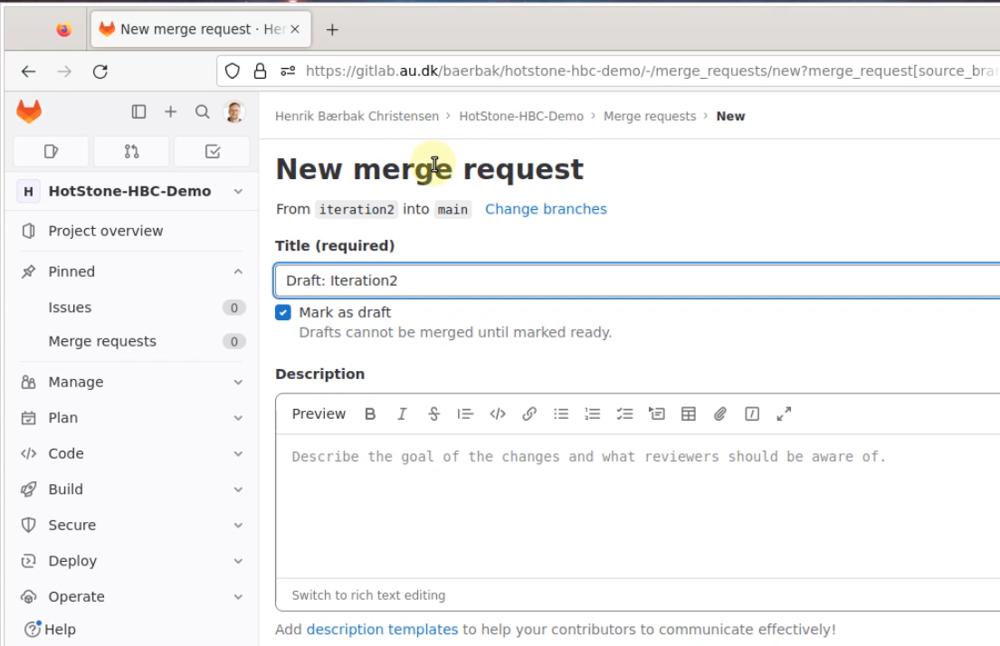 New merge request · Her
https://gitlab.au.dk/baerbak/hotstone-hbc-demo/-/merge_requests/new?merge_request[source_bra
Henrik Bærbak Christensen › HotStone-HBC-Demo › Merge requests › New
H HotStone-HBC-Demo
Project overview
Pinned
Issues 0
Merge requests 0
Manage
Plan
Code
Build
Secure
Deploy
Operate
Help
New merge request
From iteration2 into main Change branches
Title (required)
Draft: Iteration2
Mark as draft
Drafts cannot be merged until marked ready.
Description
Preview B I S
Describe the goal of the changes and what reviewers should be aware of.
Switch to rich text editing
Add description templates to help your contributors to communicate effectively!